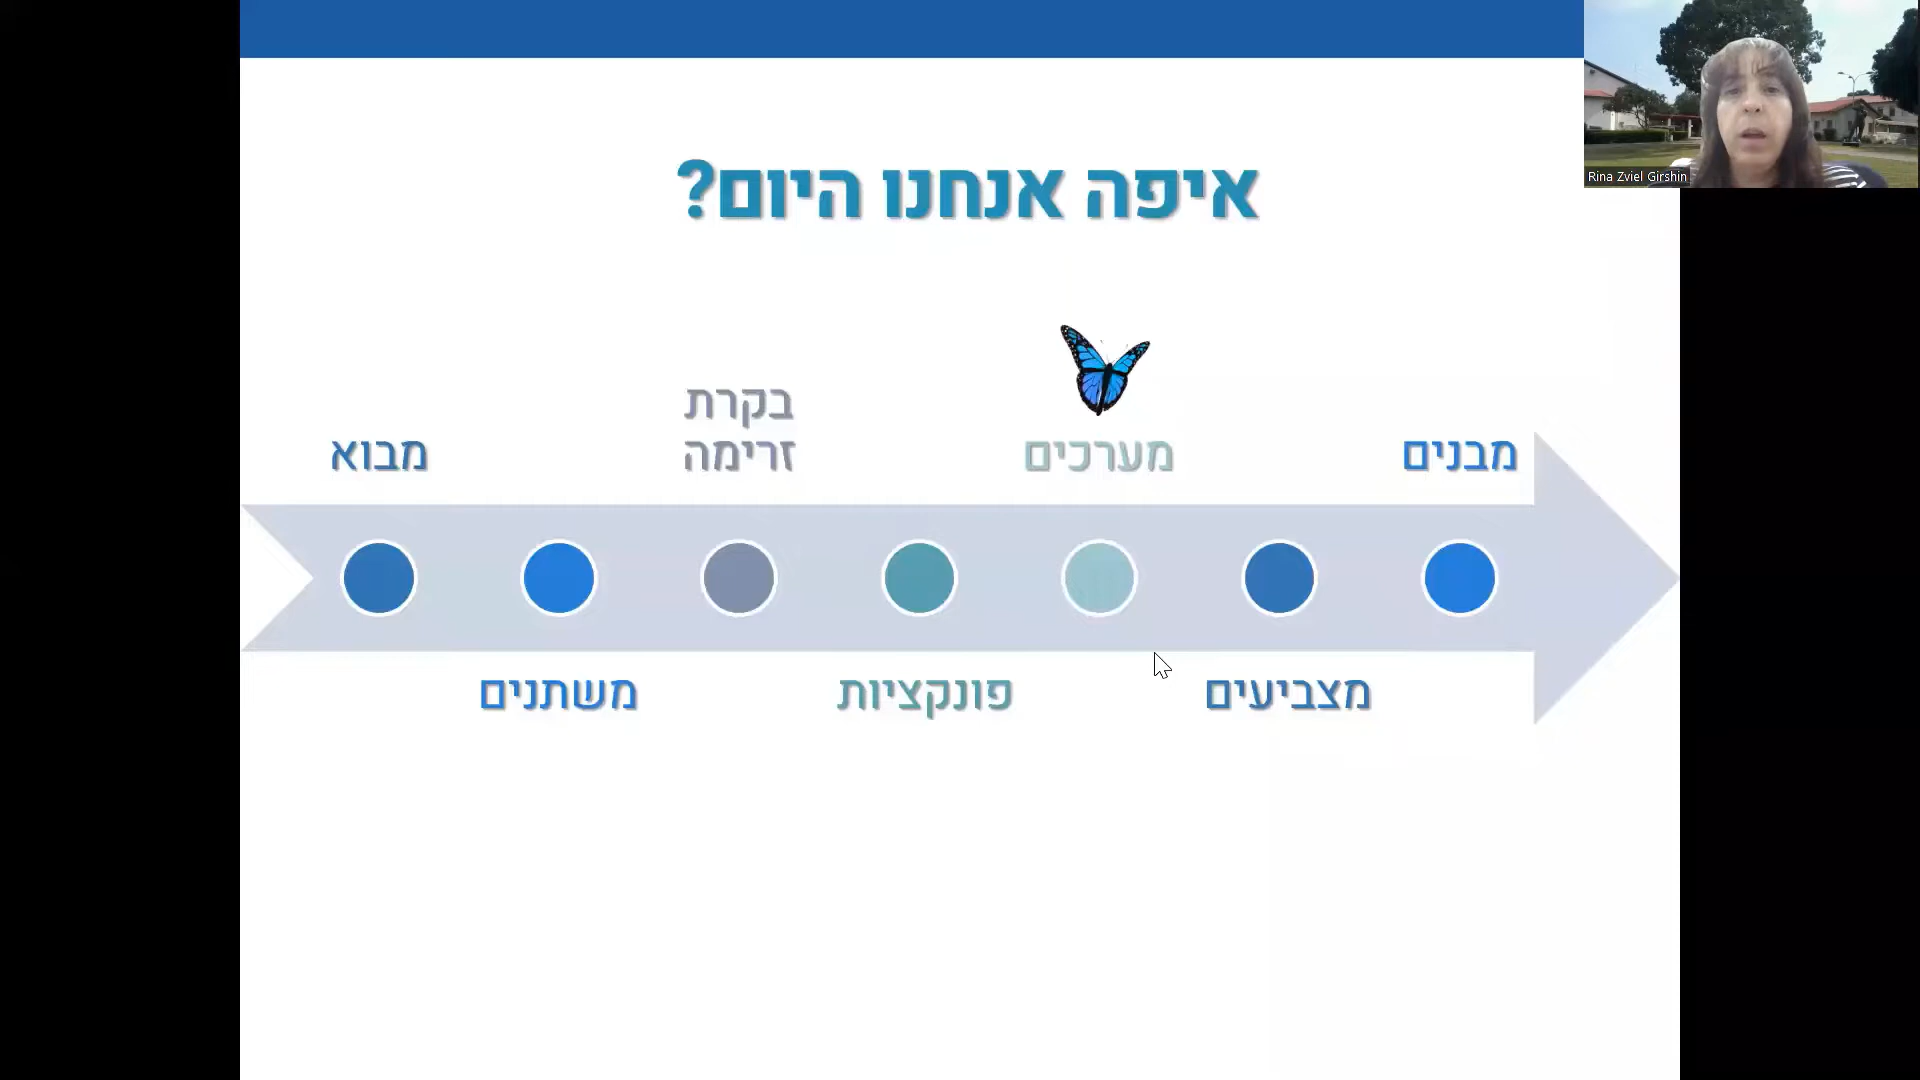 איפה אנחנו היום?
Rina Zviel Girshin
מבוא
משתנים
בקרת
זרימה
פונקציות
מערכים
מצביעים
מבנים